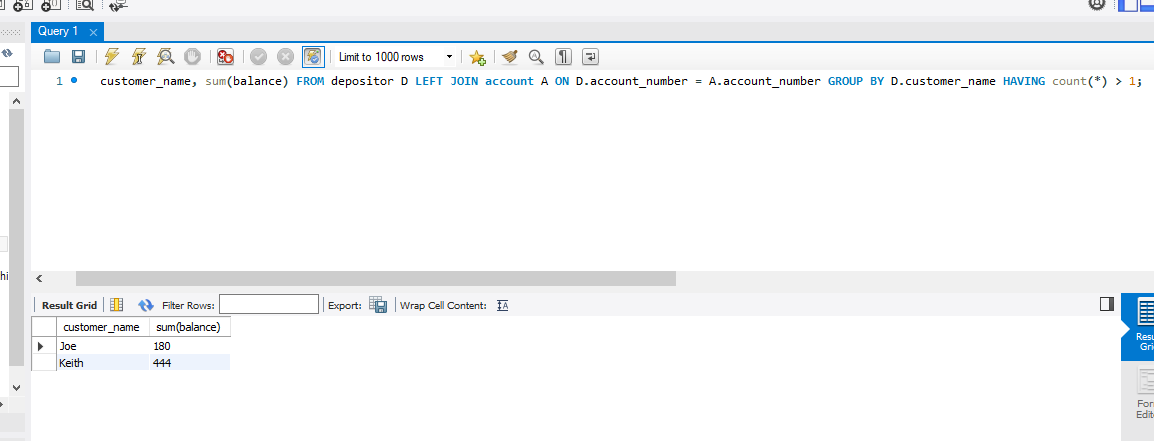 Query 1
Limit to 1000 rows
1 customer_name, sum(balance) FROM depositor D LEFT JOIN account A ON D.account_number = A.account_number GROUP BY D.customer_name HAVING count(*) > 1;
hi
Result Grid Filter Rows: Export: Wrap Cell Content:
customer_name sum(balance)
Joe 180
Keith 444
Resu
Gri
For
Edit